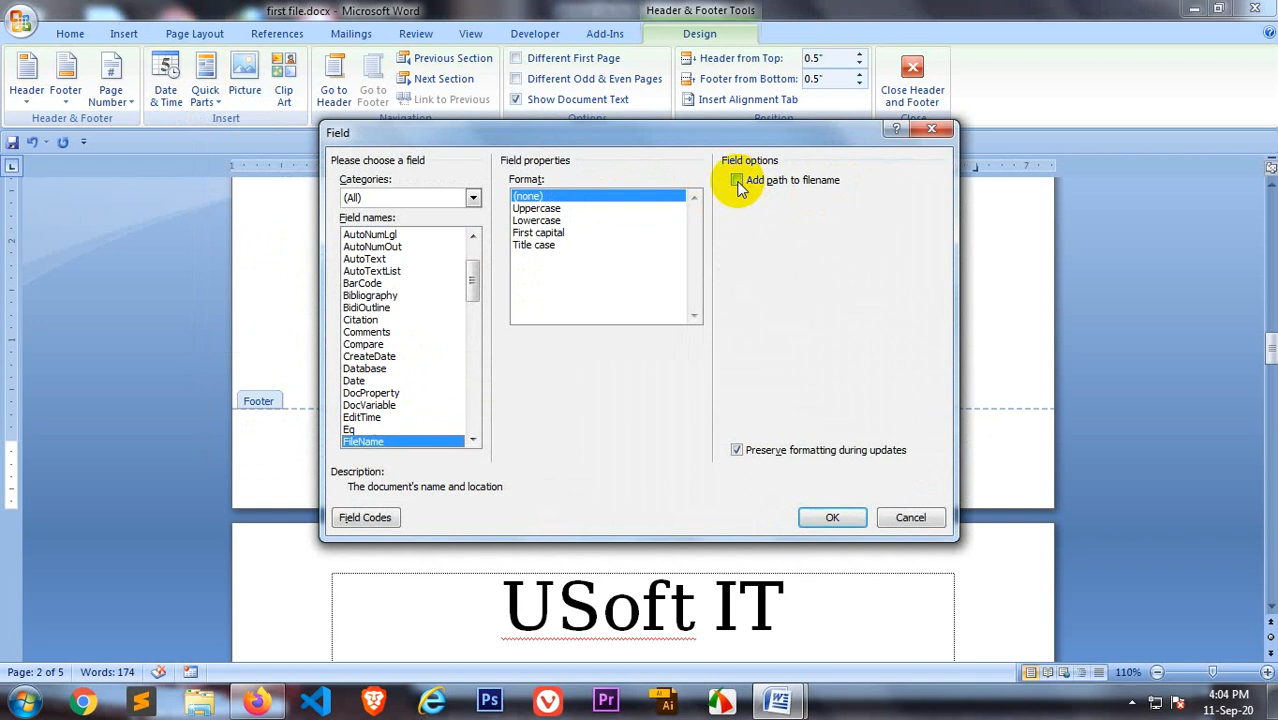 first file.docx - Microsoft Word
Header & Footer Tools
Home Insert Page Layout References Mailings Review View Developer Add-Ins Design
Header
Footer
Page Number
Date & Time
Quick Parts
Picture
Clip Art
Go to Header
Go to Footer
Previous Section
Next Section
Link to Previous
Different First Page
Different Odd & Even Pages
Show Document Text
Header from Top: 0.5"
Footer from Bottom: 0.5"
Insert Alignment Tab
Close Header and Footer
Header & Footer Insert Navigation Options Position Close
Field
Please choose a field
Categories:
(All)
Field names:
AutoNumLgl
AutoNumOut
AutoText
AutoTextList
BarCode
Bibliography
BidiOutline
Citation
Comments
Compare
CreateDate
Database
Date
DocProperty
DocVariable
EditTime
Eq
FileName
Field properties
Format:
(none)
Uppercase
Lowercase
First capital
Title case
Field options
Add path to filename
Preserve formatting during updates
Description:
The document's name and location
Field Codes
OK
Cancel
Footer
USoft IT
Page: 2 of 5 Words: 174
110%
Ps
Pr
Ai
4:04 PM
11-Sep-20